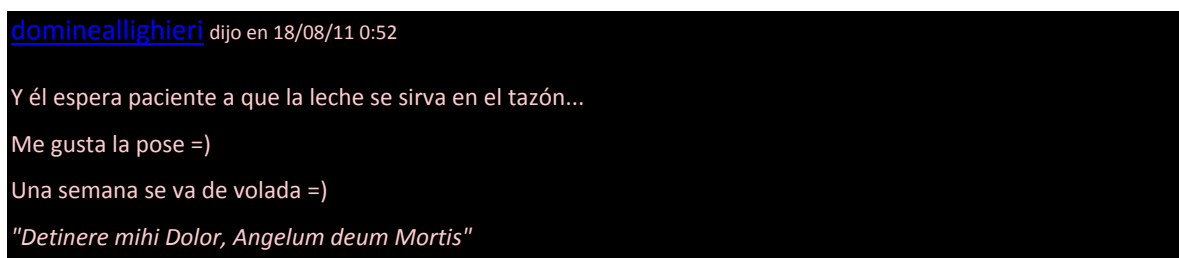 dominealIighieri dijo en 18/08/11 0:52
Y él espera paciente a que la leche se sirva en el tazón...
Me gusta la pose =)
Una semana se va de volada =)
"Detinere mihi Dolor, Angelum deum Mortis"